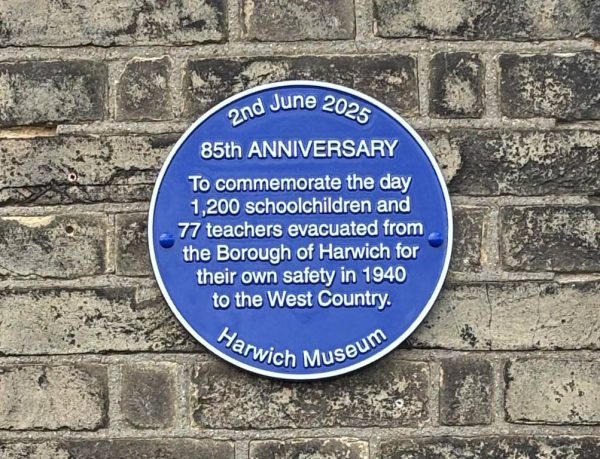 2nd June 2025
85th ANNIVERSARY
To commemorate the day
1,200 schoolchildren and
77 teachers evacuated from
the Borough of Harwich for
their own safety in 1940
to the West Country.
Harwich Museum